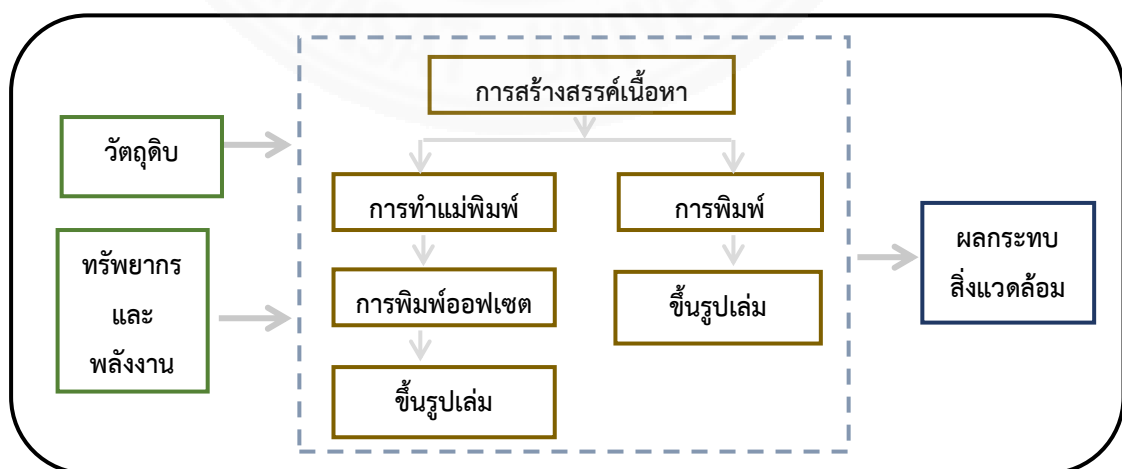 การสร้างสรรค์เนื้อหา
วัตถุดิบ
ทรัพยากร
และ
พลังงาน
การทำแม่พิมพ์
การพิมพ์ออฟเซต
ขึ้นรูปเล่ม
การพิมพ์
ขึ้นรูปเล่ม
ผลกระทบ
สิ่งแวดล้อม